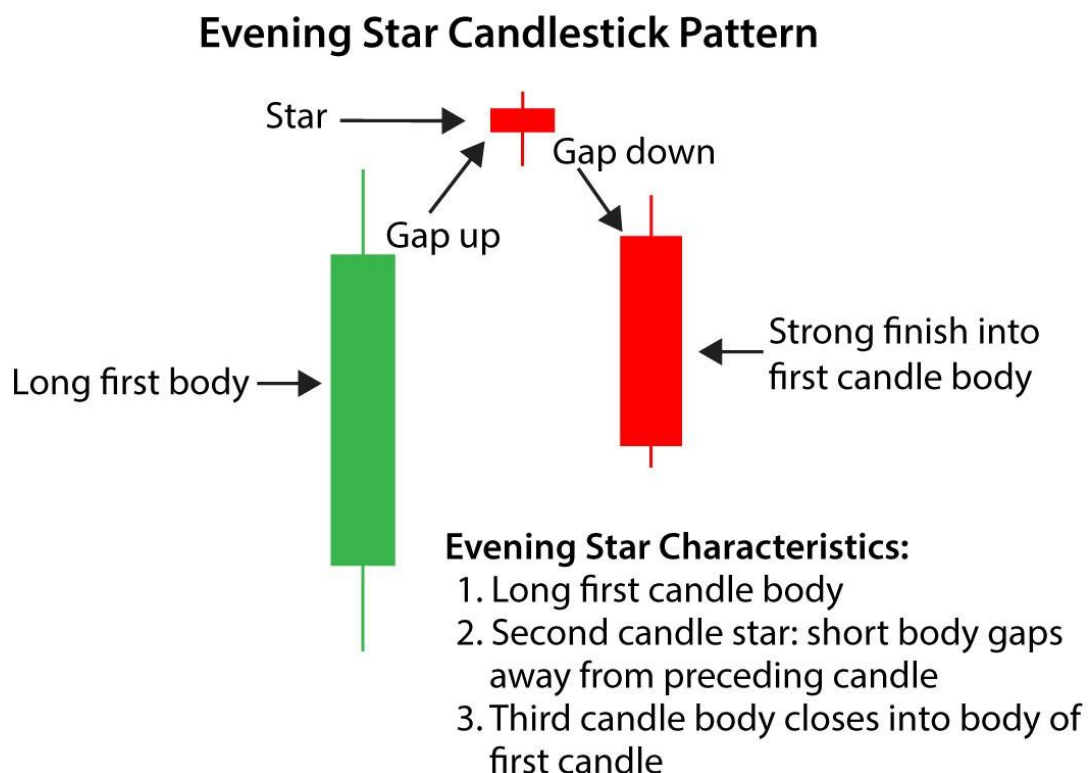 Evening Star Candlestick Pattern
Star
Gap down
Gap up
Long first body
Strong finish into
first candle body
Evening Star Characteristics:
1. Long first candle body
2. Second candle star: short body gaps
away from preceding candle
3. Third candle body closes into body of
first candle